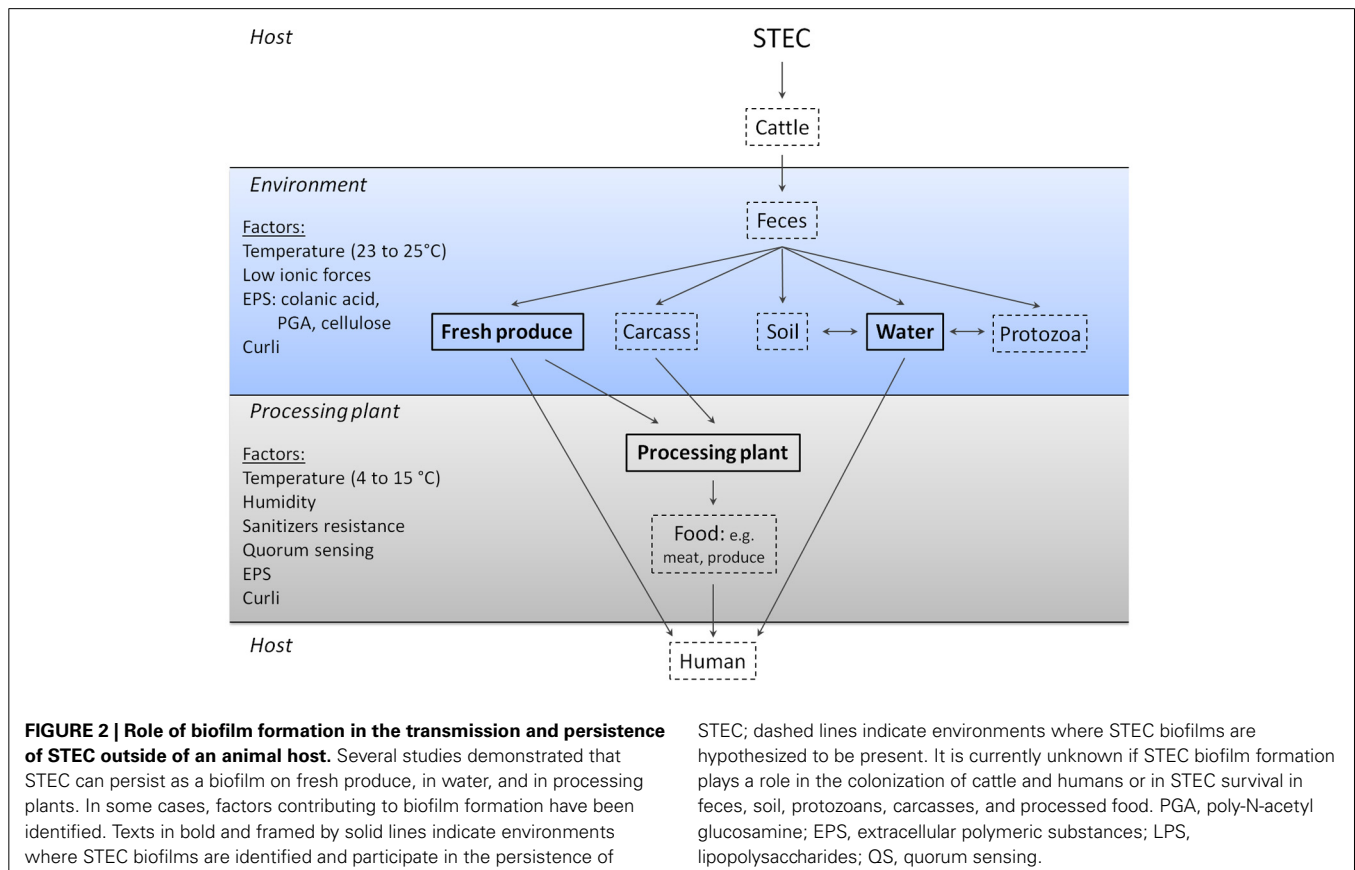 Host
STEC
Cattle
Environment
Feces
Factors:
Temperature (23 to 25°C)
Low ionic forces
EPS: colanic acid,
PGA, cellulose
Curli
Fresh produce
Carcass
Soil
Water
Protozoa
Processing plant
Factors:
Temperature (4 to 15 °C)
Humidity
Sanitizers resistance
Quorum sensing
EPS
Curli
Processing plant
Food: e.g.
meat, produce
Host
Human
FIGURE 2 | Role of biofilm formation in the transmission and persistence
of STEC outside of an animal host. Several studies demonstrated that
STEC can persist as a biofilm on fresh produce, in water, and in processing
plants. In some cases, factors contributing to biofilm formation have been
identified. Texts in bold and framed by solid lines indicate environments
where STEC biofilms are identified and participate in the persistence of
STEC; dashed lines indicate environments where STEC biofilms are
hypothesized to be present. It is currently unknown if STEC biofilm formation
plays a role in the colonization of cattle and humans or in STEC survival in
feces, soil, protozoans, carcasses, and processed food. PGA, poly-N-acetyl
glucosamine; EPS, extracellular polymeric substances; LPS,
lipopolysaccharides; QS, quorum sensing.